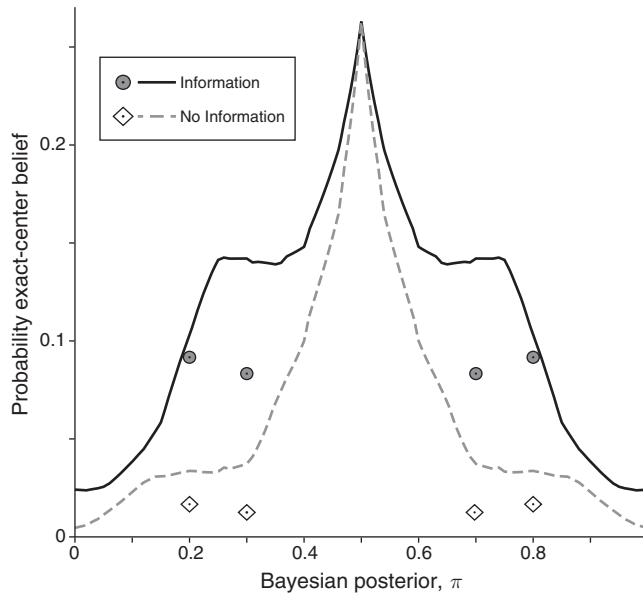 Information
No Information
Probability exact-center belief
0.2
0.1
0
0
0.2
0.4
0.6
0.8
Bayesian posterior, π